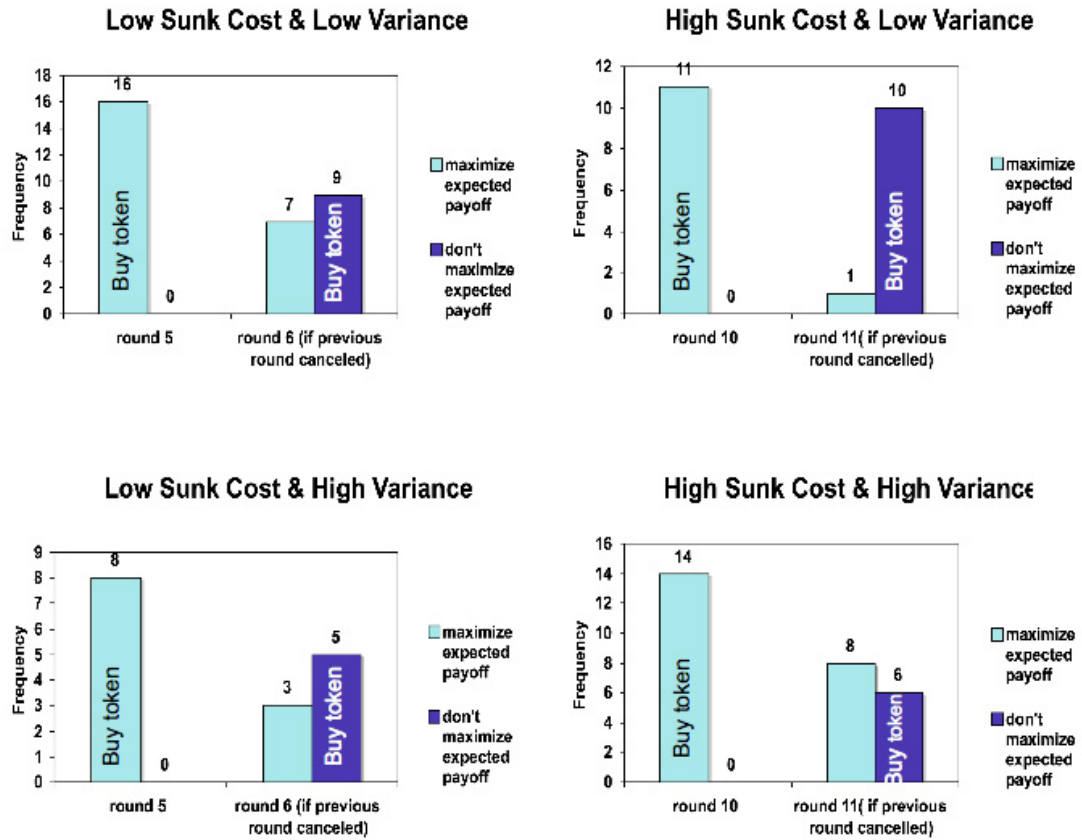 Low Sunk Cost & Low Variance
18
16
14
12
10
8
6
4
2
0
Frequency
16
0
7
9
Buy token
Buy token
round 5
round 6 (if previous
round canceled)
maximize
expected
payoff
don't
maximize
expected
payoff
High Sunk Cost & Low Variance
12
10
8
6
4
2
0
Frequency
11
0
1
10
Buy token
Buy token
round 10
round 11( if previous
round cancelled)
maximize
expected
payoff
don't
maximize
expected
payoff
Low Sunk Cost & High Variance
9
8
7
6
5
4
3
2
1
0
Frequency
8
0
3
5
Buy token
Buy token
round 5
round 6 (if previous
round canceled)
maximize
expected
payoff
don't
maximize
expected
payoff
High Sunk Cost & High Variance
16
14
12
10
8
6
4
2
0
Frequency
14
0
8
6
Buy token
Buy token
round 10
round 11( if previous
round cancelled)
maximize
expected
payoff
don't
maximize
expected
payoff